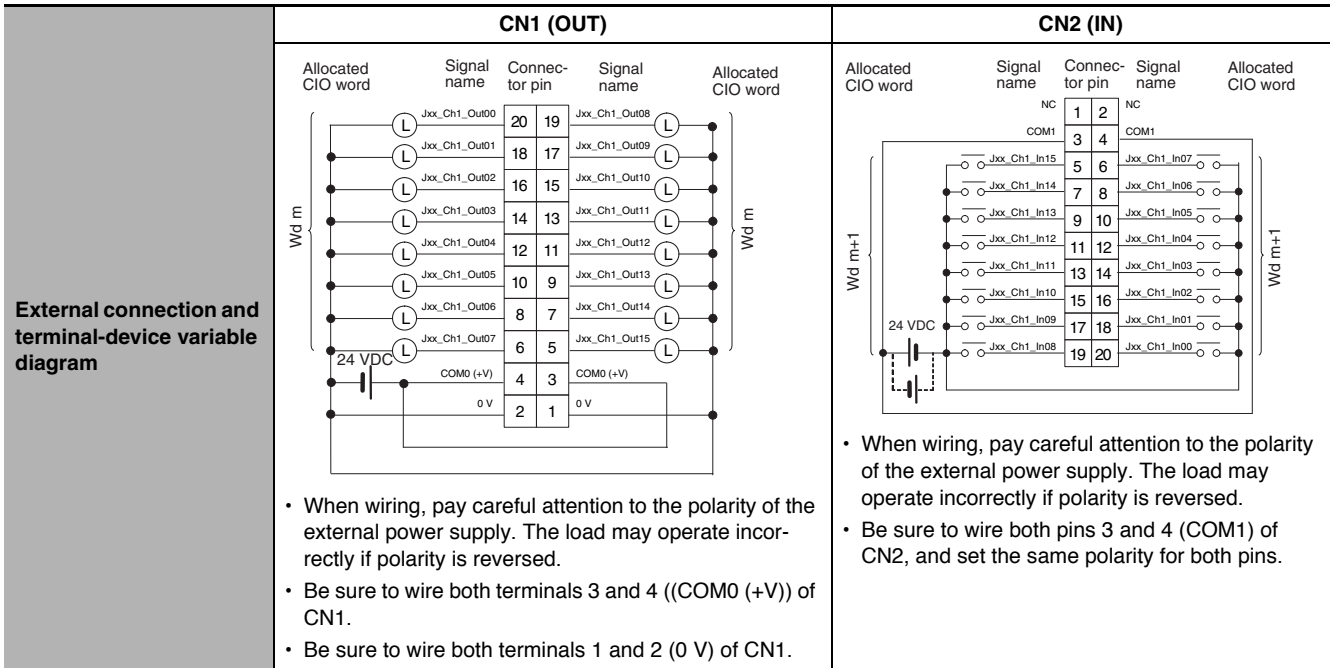 CN1 (OUT)
CN2 (IN)
External connection and
terminal-device variable
diagram
Allocated
CIO word
Signal
name
Connec-
tor pin
Signal
name
Allocated
CIO word
Jxx_Ch1_Out00 20 19 Jxx_Ch1_Out08
L L
Jxx_Ch1_Out01 18 17 Jxx_Ch1_Out09
L L
Jxx_Ch1_Out02 16 15 Jxx_Ch1_Out10
L L
Jxx_Ch1_Out03 14 13 Jxx_Ch1_Out11
L L
Wd m
Wd m
Jxx_Ch1_Out04 12 11 Jxx_Ch1_Out12
L L
Jxx_Ch1_Out05 10 9 Jxx_Ch1_Out13
L L
Jxx_Ch1_Out06 8 7 Jxx_Ch1_Out14
L L
Jxx_Ch1_Out07 6 5 Jxx_Ch1_Out15
L L
24 VDC
COM0 (+V) 4 3 COM0 (+V)
0 V 2 1 0 V
• When wiring, pay careful attention to the polarity of the
external power supply. The load may operate incor-
rectly if polarity is reversed.
• Be sure to wire both terminals 3 and 4 ((COM0 (+V)) of
CN1.
• Be sure to wire both terminals 1 and 2 (0 V) of CN1.
Allocated
CIO word
Signal
name
Connec-
tor pin
Signal
name
Allocated
CIO word
NC 1 2 NC
COM1 3 4 COM1
Jxx_Ch1_In15 5 6 Jxx_Ch1_In07
Jxx_Ch1_In14 7 8 Jxx_Ch1_In06
Jxx_Ch1_In13 9 10 Jxx_Ch1_In05
Jxx_Ch1_In12 11 12 Jxx_Ch1_In04
Wd m+1
Wd m+1
Jxx_Ch1_In11 13 14 Jxx_Ch1_In03
Jxx_Ch1_In10 15 16 Jxx_Ch1_In02
24 VDC
Jxx_Ch1_In09 17 18 Jxx_Ch1_In01
Jxx_Ch1_In08 19 20 Jxx_Ch1_In00
• When wiring, pay careful attention to the polarity
of the external power supply. The load may
operate incorrectly if polarity is reversed.
• Be sure to wire both pins 3 and 4 (COM1) of
CN2, and set the same polarity for both pins.